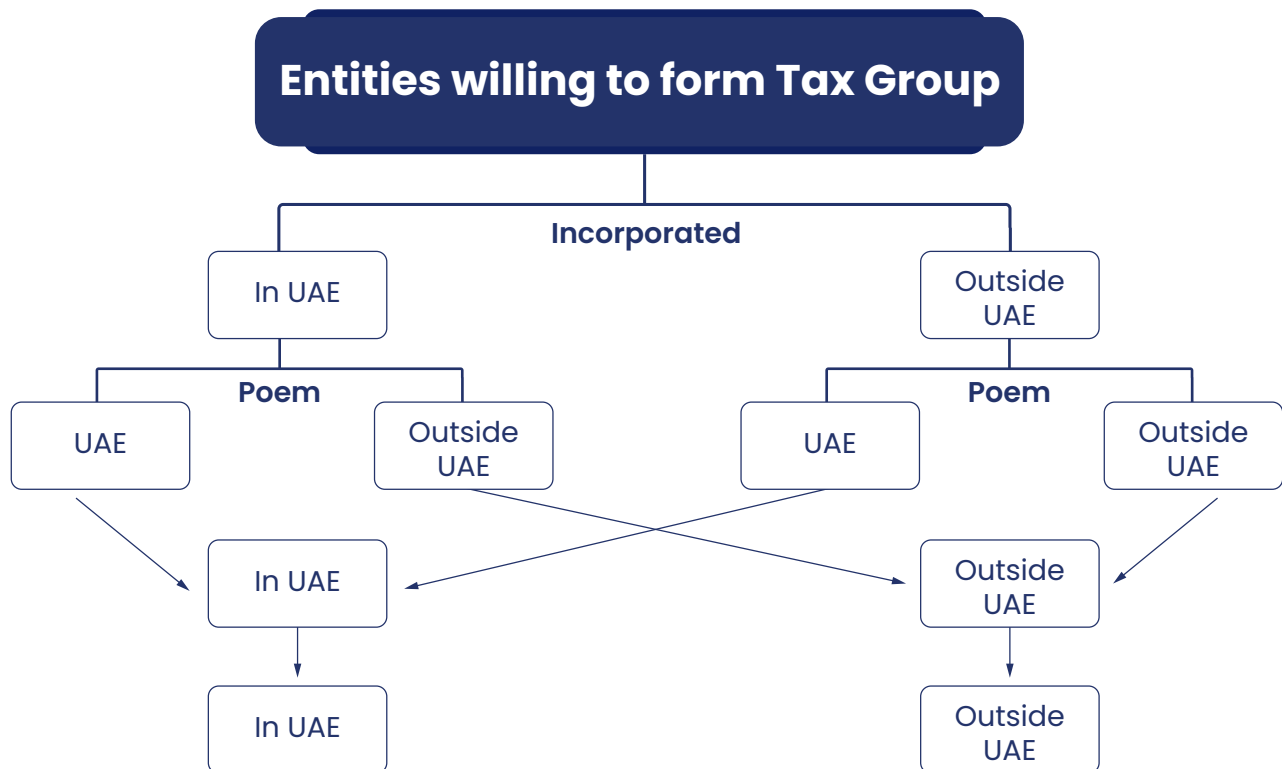 Entities willing to form Tax Group
Incorporated
In UAE
Outside
UAE
Poem
Poem
UAE
Outside
UAE
UAE
Outside
UAE
In UAE
Outside
UAE
In UAE
Outside
UAE